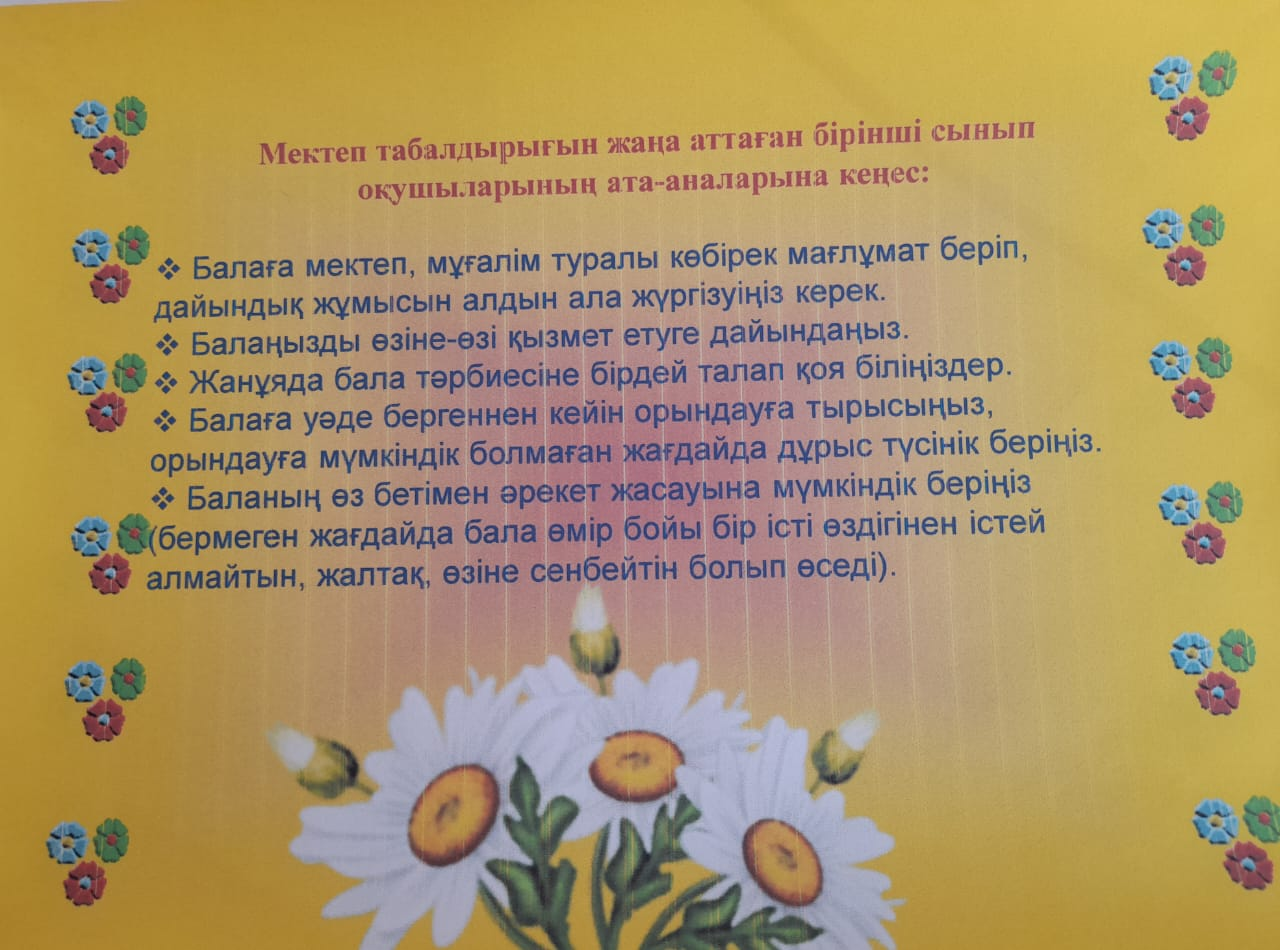 Мектеп табалдырығын жаңа аттаған бірінші сынып
оқушыларының ата-аналарына кеңес:
❖ Балаға мектеп, мұғалім туралы көбірек мағлұмат беріп,
дайындық жұмысын алдын ала жүргізуіңіз керек.
❖ Балаңызды өзіне-өзі қызмет етуге дайындаңыз.
❖ Жанұяда бала тәрбиесіне бірдей талап қоя біліңіздер.
❖ Балаға уәде бергеннен кейін орындауға тырысыңыз,
орындауға мүмкіндік болмаған жағдайда дұрыс түсінік беріңіз.
❖ Баланың өз бетімен әрекет жасауына мүмкіндік беріңіз
(бермеген жағдайда бала өмір бойы бір істі өздігінен істей
алмайтын, жалтақ, өзіне сенбейтін болып өседі).